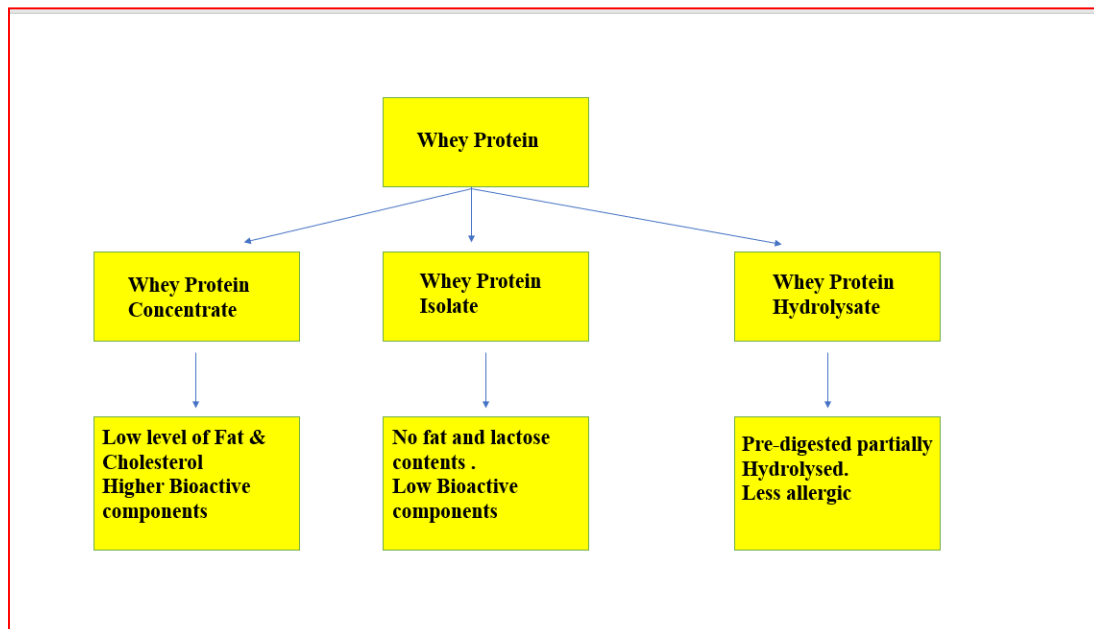 Whey Protein
Whey Protein
Concentrate
Whey Protein
Isolate
Whey Protein
Hydrolysate
Low level of Fat &
Cholesterol
Higher Bioactive
components
No fat and lactose
contents .
Low Bioactive
components
Pre-digested partially
Hydrolysed.
Less allergic